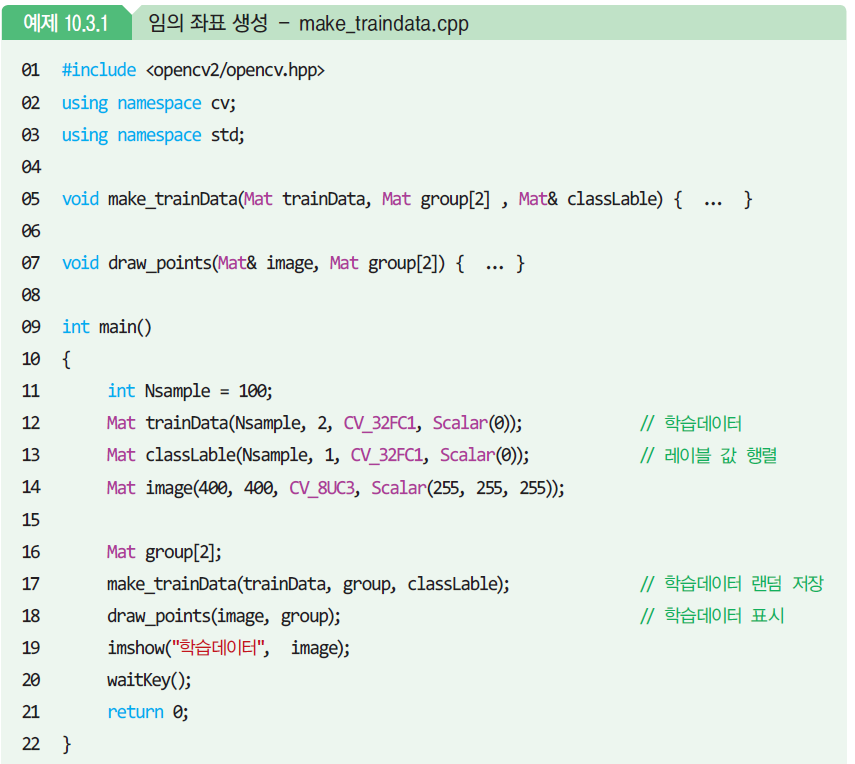 예제 10.3.1 임의 좌표 생성 - make_traindata.cpp
01 #include <opencv2/opencv.hpp>
02 using namespace cv;
03 using namespace std;
04
05 void make_trainData(Mat trainData, Mat group[2] , Mat& classLable) { … }
06
07 void draw_points(Mat& image, Mat group[2]) { … }
08
09 int main()
10 {
11 int Nsample = 100;
12 Mat trainData(Nsample, 2, CV_32FC1, Scalar(0)); // 학습데이터
13 Mat classLable(Nsample, 1, CV_32FC1, Scalar(0)); // 레이블 값 행렬
14 Mat image(400, 400, CV_8UC3, Scalar(255, 255, 255));
15
16 Mat group[2];
17 make_trainData(trainData, group, classLable); // 학습데이터 랜덤 저장
18 draw_points(image, group); // 학습데이터 표시
19 imshow("학습데이터", image);
20 waitKey();
21 return 0;
22 }